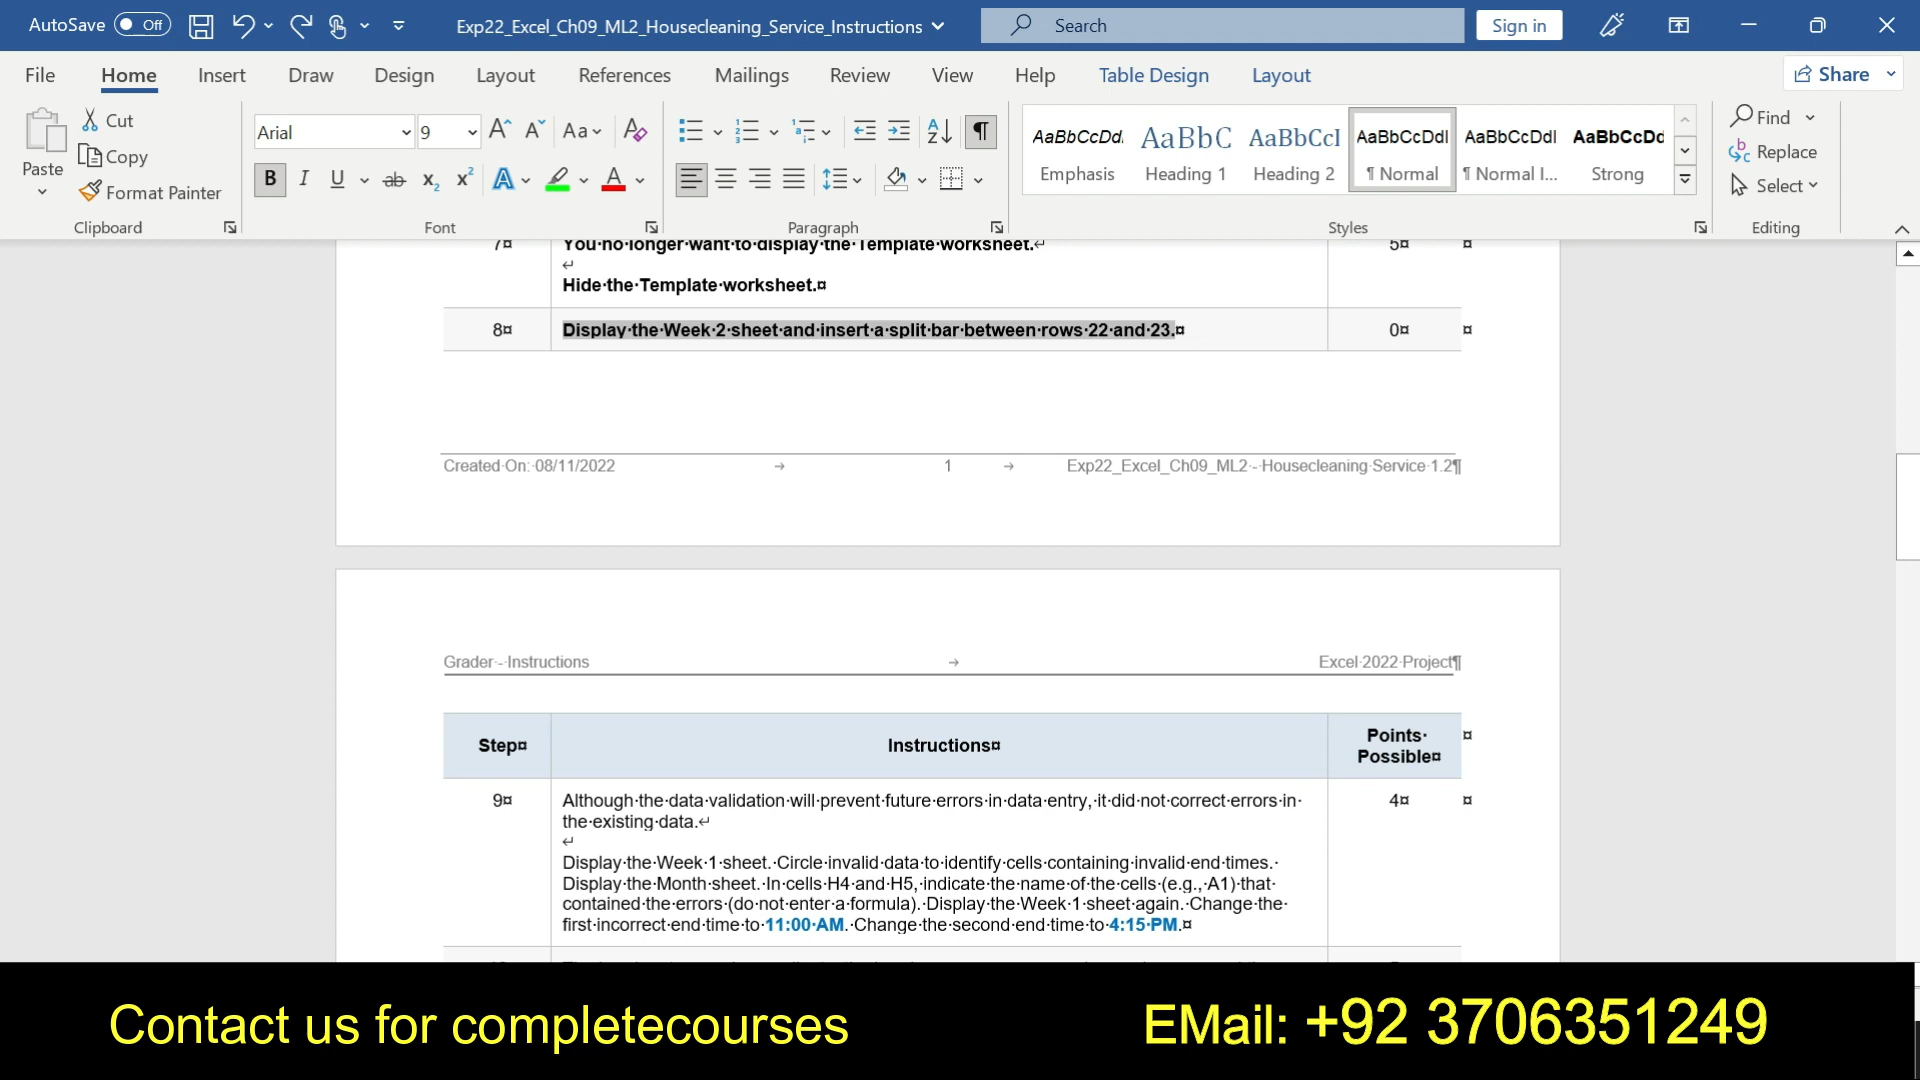 AutoSave Off Exp22_Excel_Ch09_ML2_Housecleaning_Service_Instructions Search Sign in
File Home Insert Draw Design Layout References Mailings Review View Help Table Design Layout Share
Paste
Cut
Copy
Format Painter
Clipboard
Arial 9
Font
Paragraph
AaBbCcDdI AaBbC AaBbCcI AaBbCcDdI AaBbCcDdI AaBbCcDd
Emphasis Heading 1 Heading 2 ¶ Normal ¶ Normal I... Strong
Styles
Find
Replace
Select
Editing
7¤ You·no·longer·want·to·display·the·Template·worksheet.↵ 5¤ ¤
↵
Hide·the·Template·worksheet.¤
8¤ Display·the·Week·2·sheet·and·insert·a·split·bar·between·rows·22·and·23.¤ 0¤ ¤
Created·On:·08/11/2022 → 1 → Exp22_Excel_Ch09_ML2·-·Housecleaning·Service·1.2¶
Grader·-·Instructions → Excel·2022·Project¶
Step¤ Instructions¤ Points·
Possible¤ ¤
9¤ Although·the·data·validation·will·prevent·future·errors·in·data·entry,·it·did·not·correct·errors·in· 4¤ ¤
the·existing·data.↵
↵
Display·the·Week·1·sheet.·Circle·invalid·data·to·identify·cells·containing·invalid·end·times.·
Display·the·Month·sheet.·In·cells·H4·and·H5,·indicate·the·name·of·the·cells·(e.g.,·A1)·that·
contained·the·errors·(do·not·enter·a·formula).·Display·the·Week·1·sheet·again.·Change·the·
first·incorrect·end·time·to·11:00·AM.·Change·the·second·end·time·to·4:15·PM.¤
Contact us for completecourses EMail: +92 3706351249